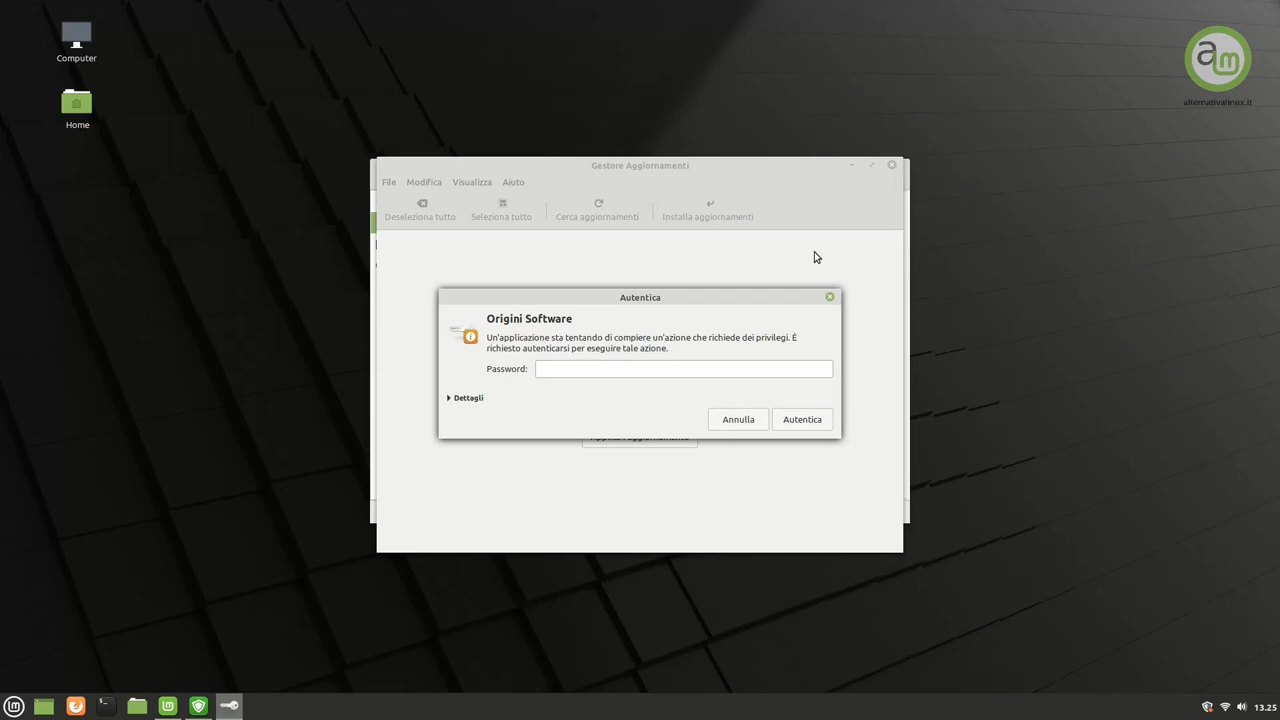 Computer
Home
am
alternativalinux.it
Gestore Aggiornamenti
File Modifica Visualizza Aiuto
Deseleziona tutto Seleziona tutto Cerca aggiornamenti Installa aggiornamenti
Autentica
Origini Software
Un'applicazione sta tentando di compiere un'azione che richiede dei privilegi. È
richiesto autenticarsi per eseguire tale azione.
Password:
Dettagli
Annulla Autentica
13.25